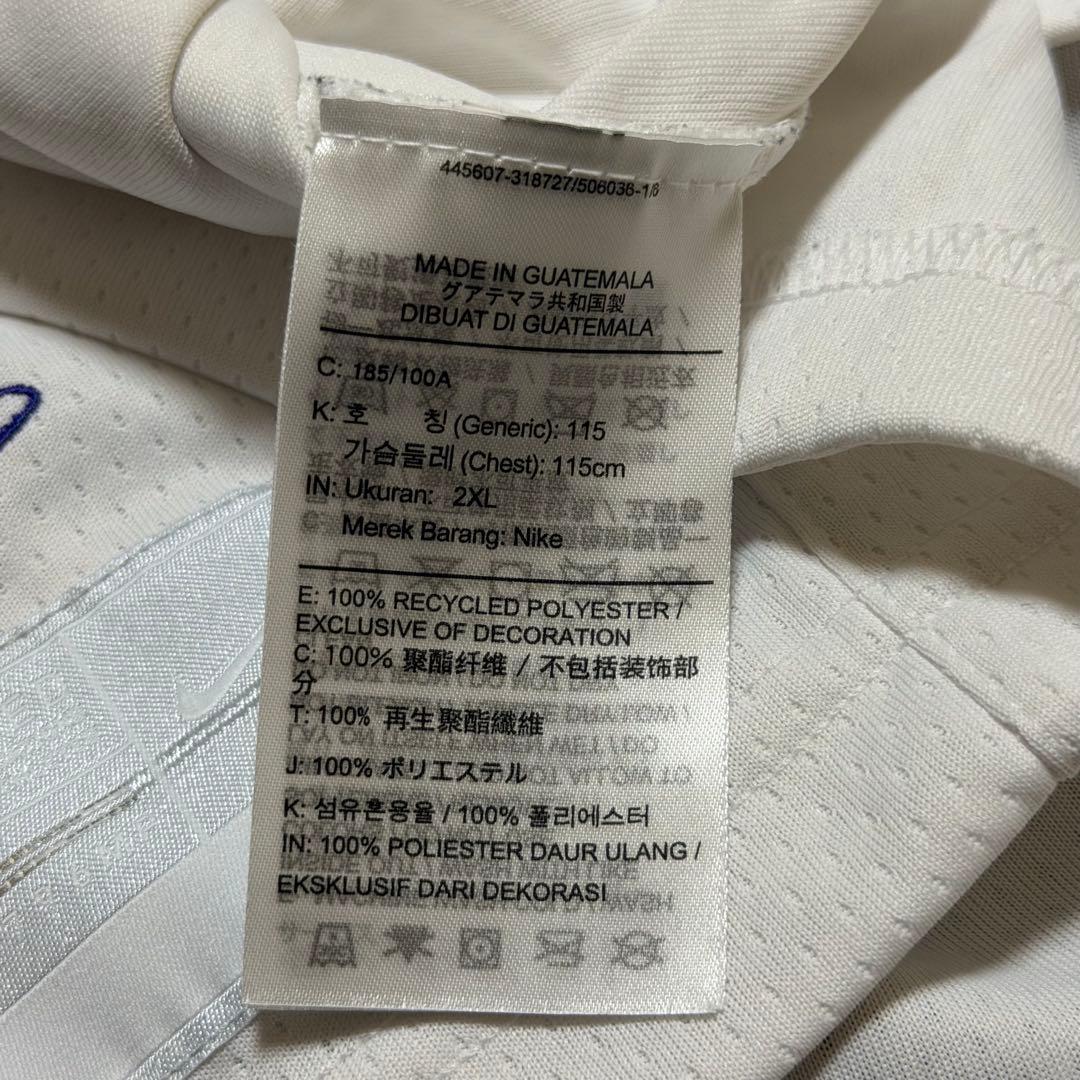 445607-318727/506036-1/8
MADE IN GUATEMALA
グアテマラ共和国製
DIBUAT DI GUATEMALA
C: 185/100A
K: 호 칭 (Generic): 115
가슴둘레 (Chest): 115cm
IN: Ukuran: 2XL
Merek Barang: Nike
E: 100% RECYCLED POLYESTER /
EXCLUSIVE OF DECORATION
C: 100% 聚酯纤维 / 不包括装饰部
分
T: 100% 再生聚酯纖維
J: 100% ポリエステル
K: 섬유혼용율 / 100% 폴리에스터
IN: 100% POLIESTER DAUR ULANG /
EKSKLUSIF DARI DEKORASI